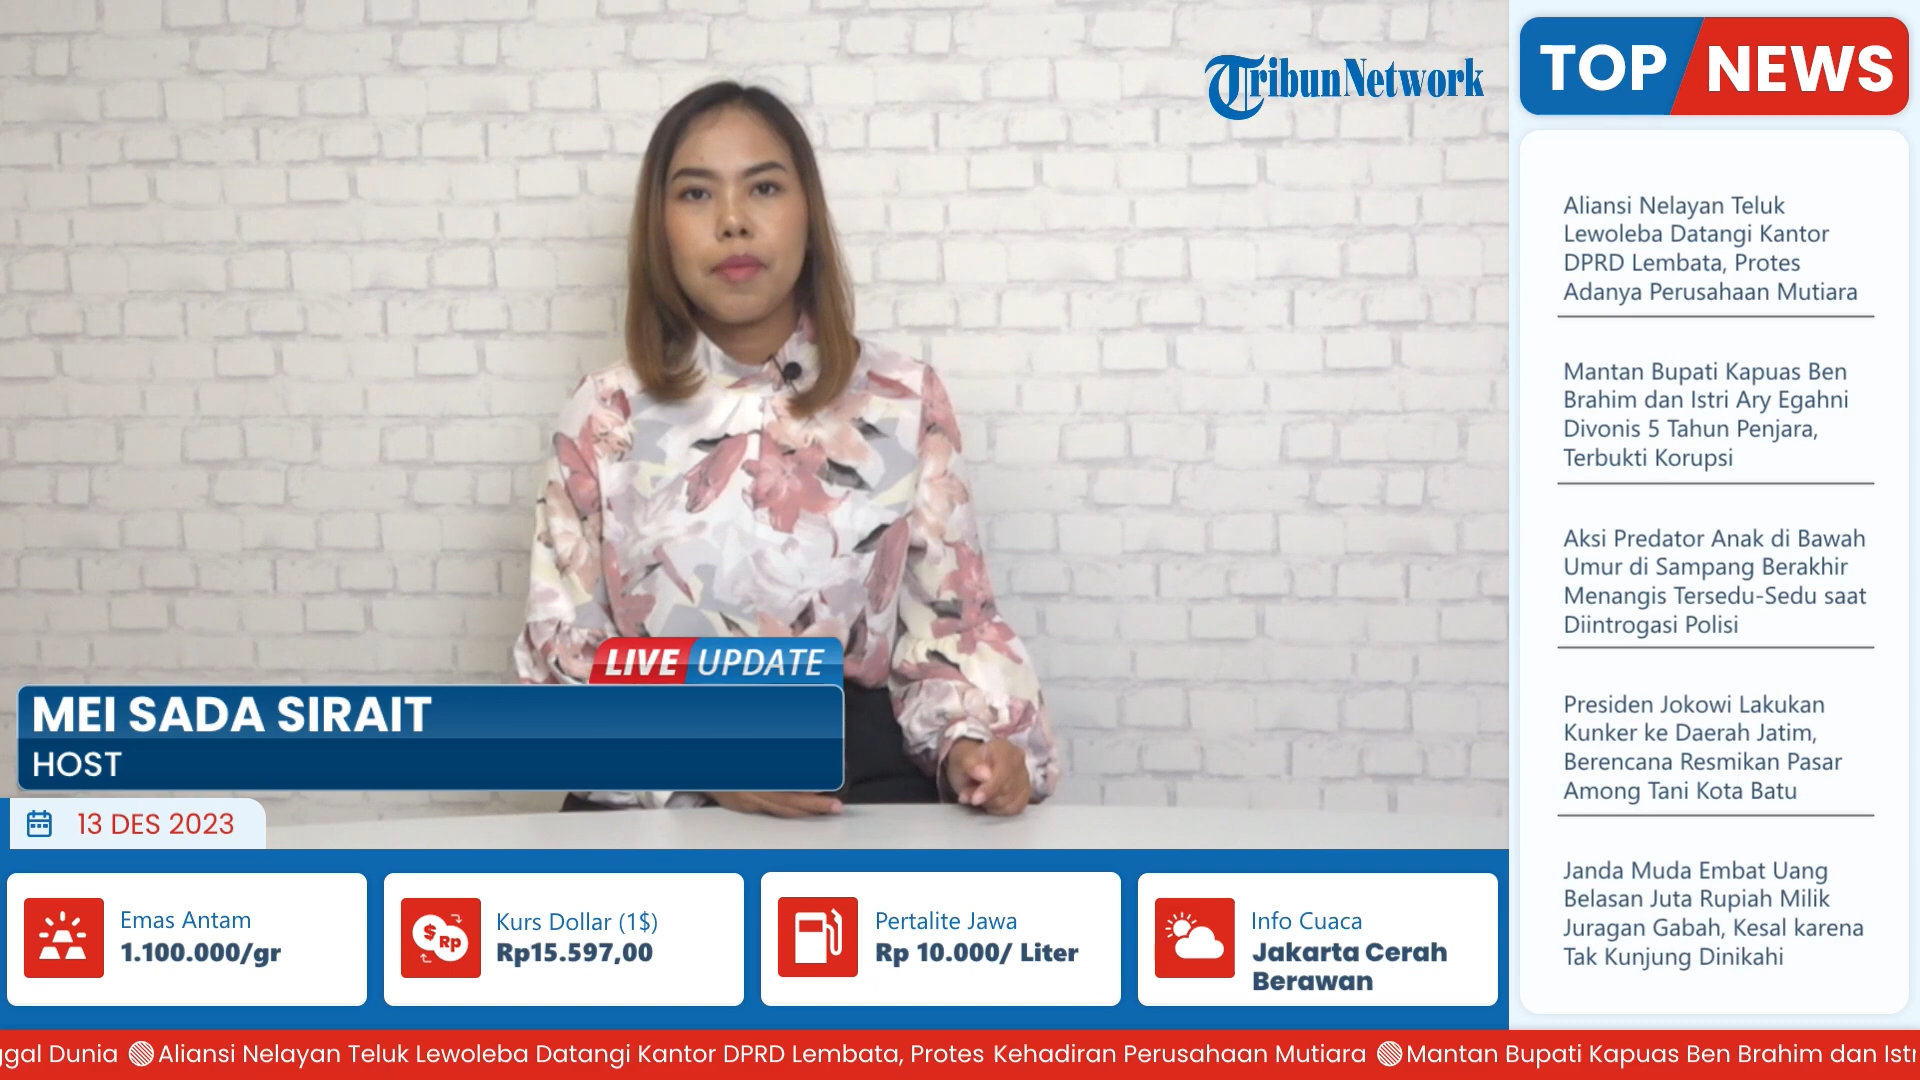 TribunNetwork
TOP NEWS
Aliansi Nelayan Teluk
Lewoleba Datangi Kantor
DPRD Lembata, Protes
Adanya Perusahaan Mutiara
Mantan Bupati Kapuas Ben
Brahim dan Istri Ary Egahni
Divonis 5 Tahun Penjara,
Terbukti Korupsi
Aksi Predator Anak di Bawah
Umur di Sampang Berakhir
Menangis Tersedu-Sedu saat
Diintrogasi Polisi
Presiden Jokowi Lakukan
Kunker ke Daerah Jatim,
Berencana Resmikan Pasar
Among Tani Kota Batu
Janda Muda Embat Uang
Belasan Juta Rupiah Milik
Juragan Gabah, Kesal karena
Tak Kunjung Dinikahi
LIVE UPDATE
MEI SADA SIRAIT
HOST
13 DES 2023
Emas Antam
1.100.000/gr
$ Rp
Kurs Dollar (1$)
Rp15.597,00
Pertalite Jawa
Rp 10.000/ Liter
Info Cuaca
Jakarta Cerah
Berawan
ggal Dunia Aliansi Nelayan Teluk Lewoleba Datangi Kantor DPRD Lembata, Protes Kehadiran Perusahaan Mutiara Mantan Bupati Kapuas Ben Brahim dan Istr